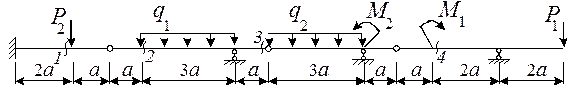 P₂ q₁ q₂ M₂ M₁ P₁
1 2 3 4
2a a a 3a a 3a a a 2a 2a